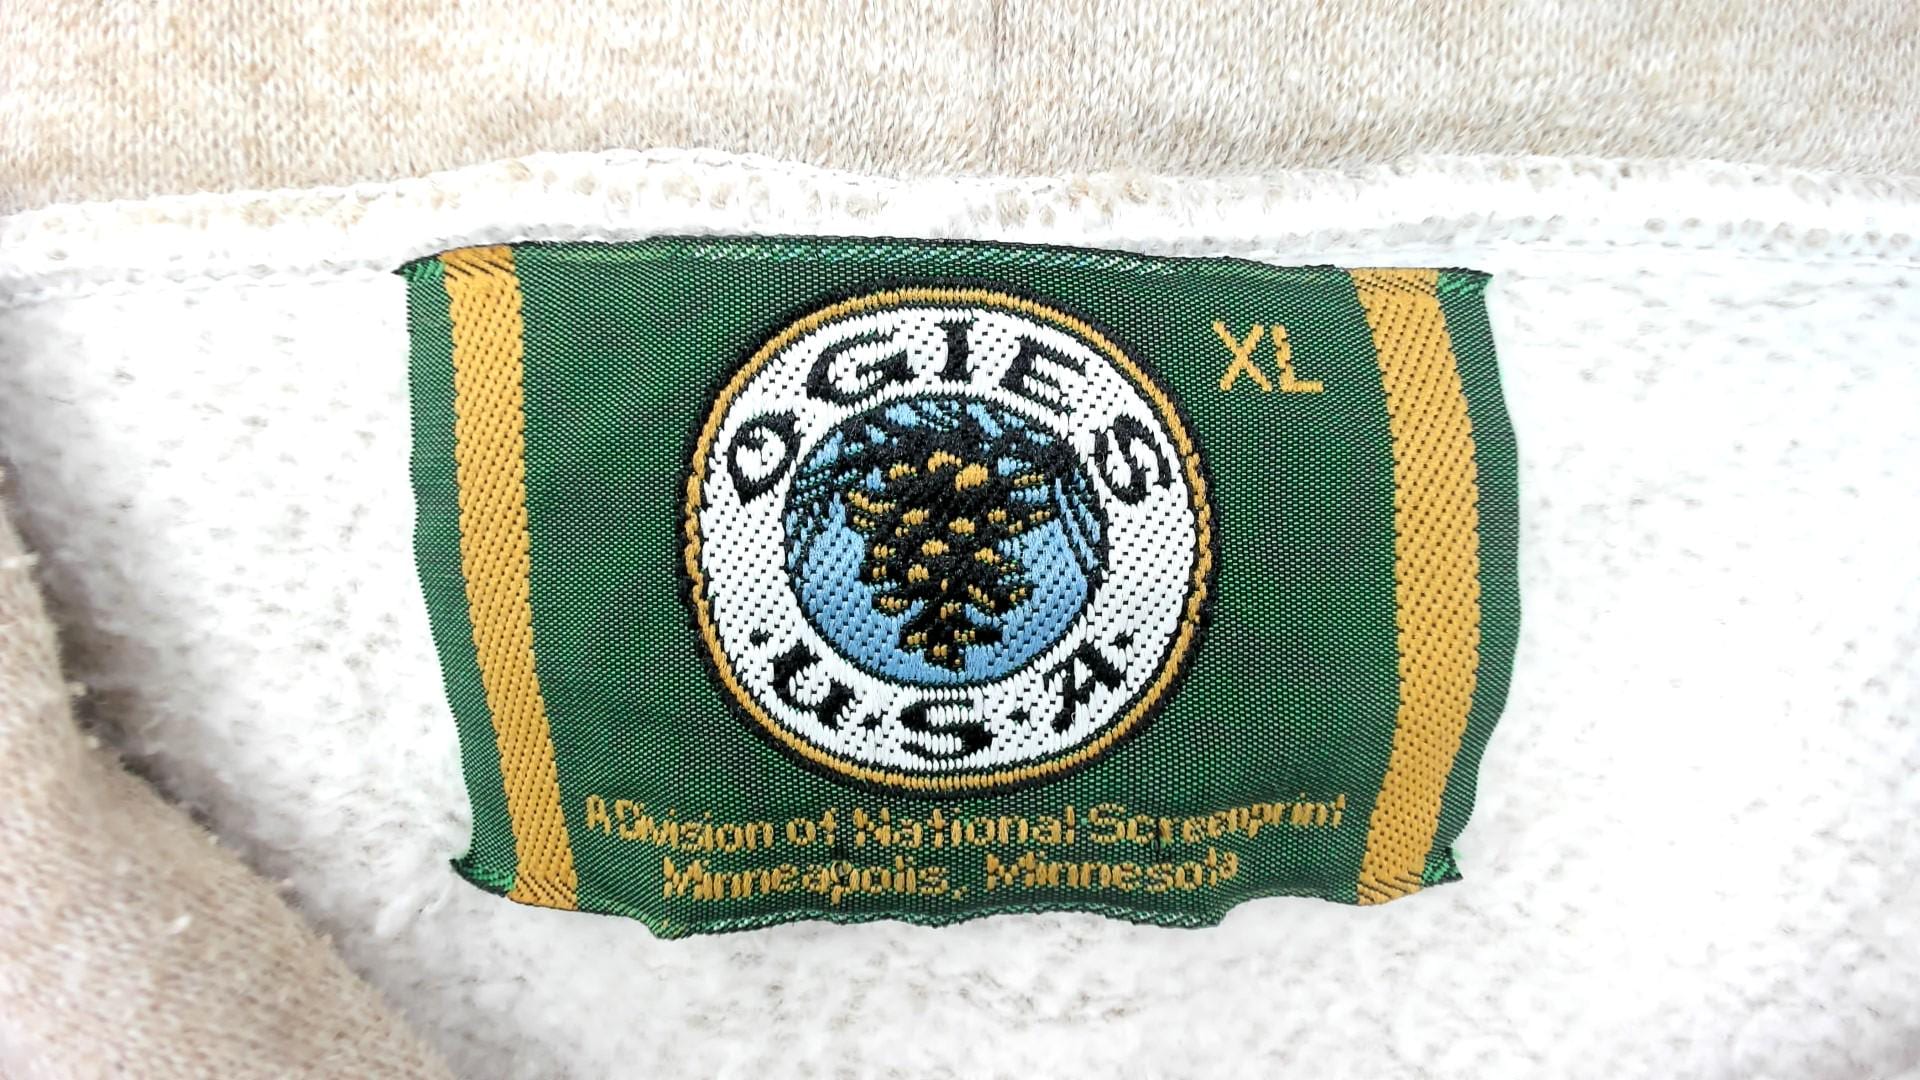 OGIES
XL
·U·S·A·
A Division of National Screenprint
Minneapolis, Minnesota